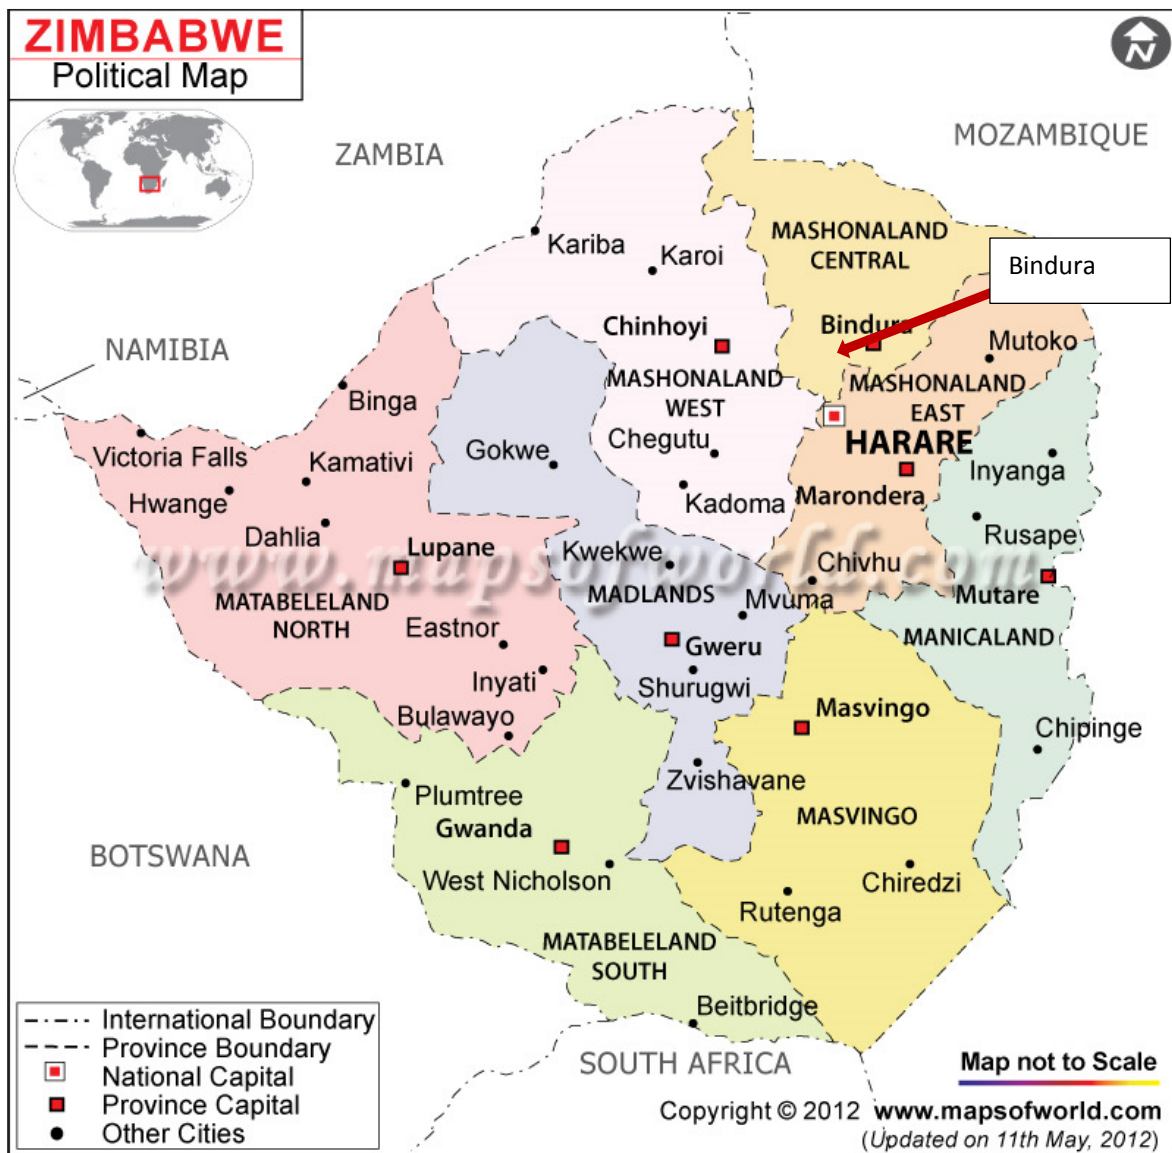 ZIMBABWE
Political Map
N
ZAMBIA
MOZAMBIQUE
MASHONALAND
CENTRAL
Bindura
Kariba
Karoi
Chinhoyi
Bindura
NAMIBIA
Mutoko
MASHONALAND
WEST
MASHONALAND
EAST
Binga
HARARE
Victoria Falls
Kamativi
Gokwe
Chegutu
Inyanga
Hwange
Kadoma
Marondera
Dahlia
Rusape
www.mapsofworld.com
Lupane
Kwekwe
Chivhu
MATABELELAND
NORTH
MADLANDS
Mvuma
Mutare
Eastnor
Gweru
MANICALAND
Inyati
Shurugwi
Bulawayo
Masvingo
Chipinge
Plumtree
Zvishavane
Gwanda
MASVINGO
BOTSWANA
West Nicholson
Chiredzi
Rutenga
MATABELELAND
SOUTH
Beitbridge
SOUTH AFRICA
International Boundary
Province Boundary
National Capital
Province Capital
Other Cities
Map not to Scale
Copyright © 2012 www.mapsofworld.com
(Updated on 11th May, 2012)